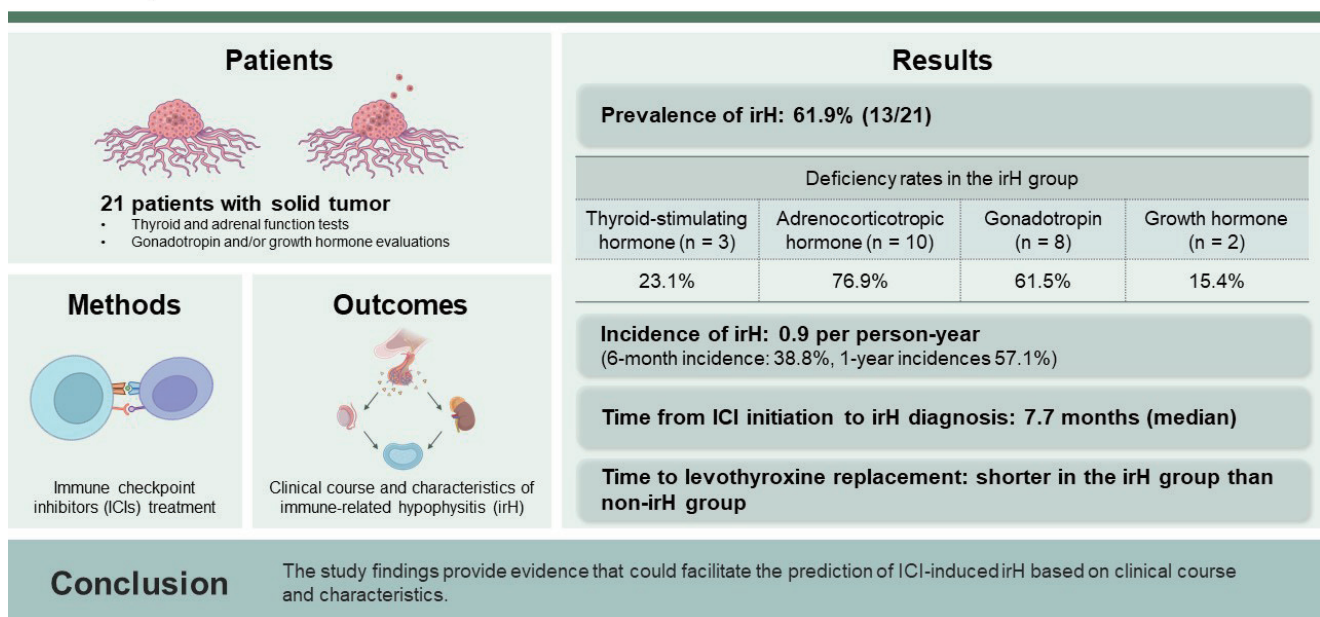 Patients
21 patients with solid tumor
• Thyroid and adrenal function tests
• Gonadotropin and/or growth hormone evaluations
Methods
Immune checkpoint
inhibitors (ICIs) treatment
Outcomes
Clinical course and characteristics of
immune-related hypophysitis (irH)
Results
Prevalence of irH: 61.9% (13/21)
Deficiency rates in the irH group
Thyroid-stimulating
hormone (n = 3)
Adrenocorticotropic
hormone (n = 10)
Gonadotropin
(n = 8)
Growth hormone
(n = 2)
23.1%
76.9%
61.5%
15.4%
Incidence of irH: 0.9 per person-year
(6-month incidence: 38.8%, 1-year incidences 57.1%)
Time from ICI initiation to irH diagnosis: 7.7 months (median)
Time to levothyroxine replacement: shorter in the irH group than
non-irH group
Conclusion
The study findings provide evidence that could facilitate the prediction of ICI-induced irH based on clinical course
and characteristics.